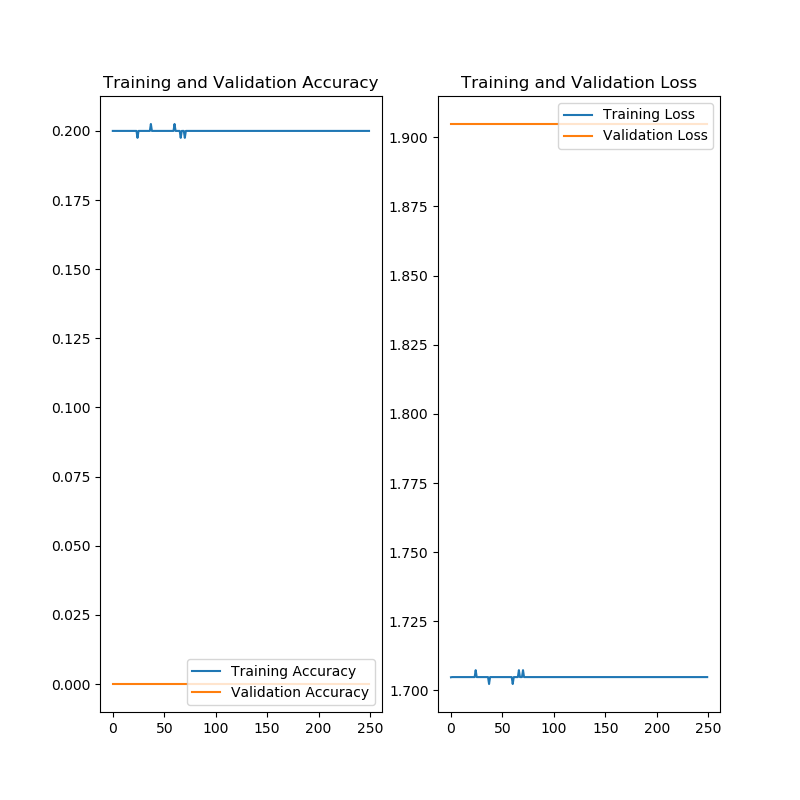 Training and Validation Accuracy
0.200
0.175
0.150
0.125
0.100
0.075
0.050
0.025
0.000
Training Accuracy
Validation Accuracy
0 50 100 150 200 250
Training and Validation Loss
Training Loss
Validation Loss
1.900
1.875
1.850
1.825
1.800
1.775
1.750
1.725
1.700
0 50 100 150 200 250